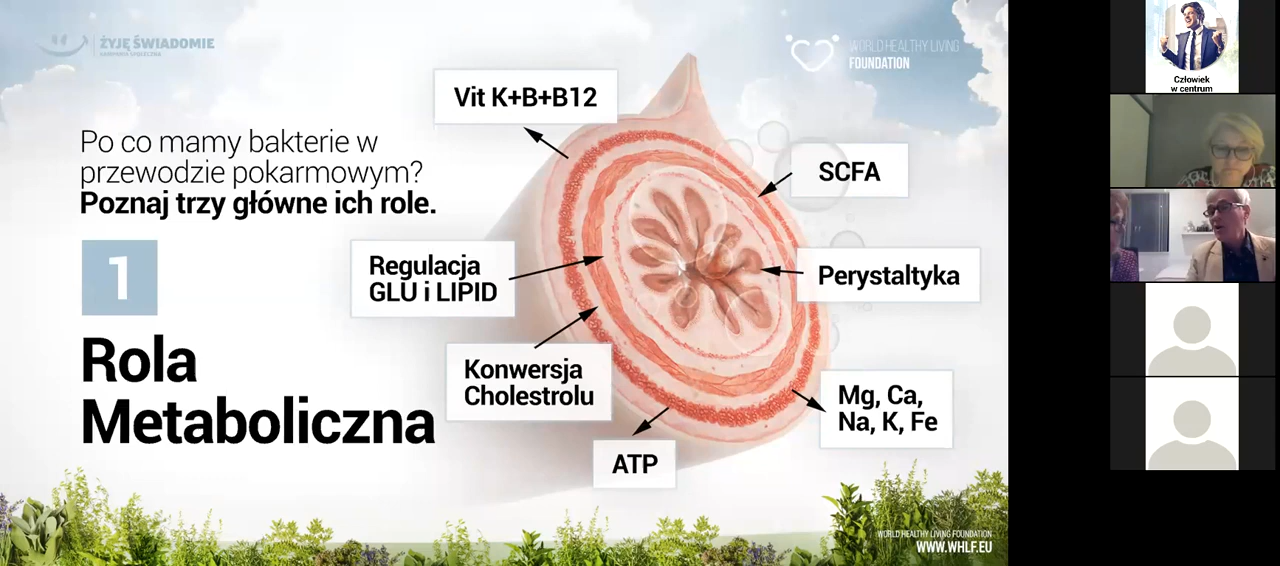 ŻYJĘ ŚWIADOMIE
KAMPANIA SPOŁECZNA
WORLD HEALTHY LIVING
FOUNDATION
Po co mamy bakterie w
przewodzie pokarmowym?
Poznaj trzy główne ich role.
1
Rola
Metaboliczna
Vit K+B+B12
SCFA
Regulacja
GLU i LIPID
Perystaltyka
Konwersja
Cholestrolu
Mg, Ca,
Na, K, Fe
ATP
WORLD HEALTHY LIVING FOUNDATION
WWW.WHLF.EU
Człowiek
w centrum